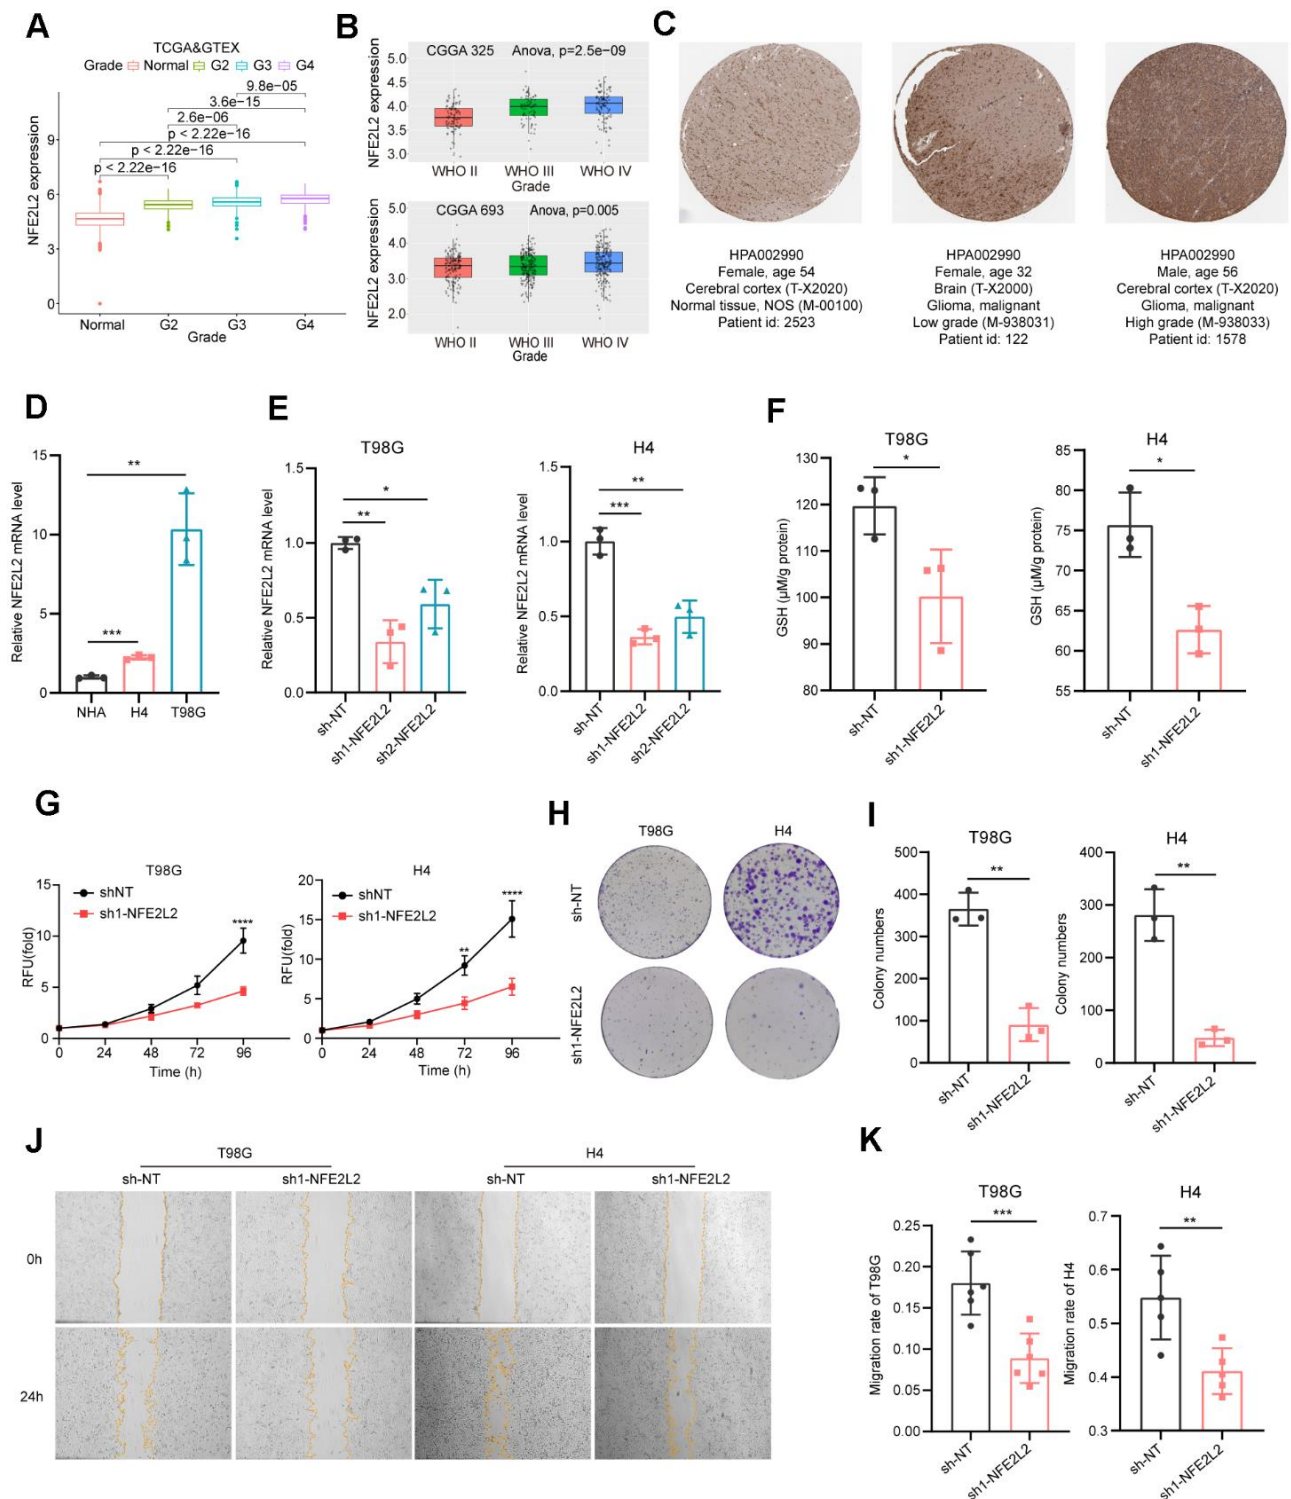 A
TCGA&GTEX
Grade Normal G2 G3 G4
9.8e−05
3.6e−15
2.6e−06
p < 2.22e−16
p < 2.22e−16
p < 2.22e−16
NFE2L2 expression
9
6
3
0
Normal G2 G3 G4
Grade
B
CGGA 325 Anova, p=2.5e−09
NFE2L2 expression
5.0
4.5
4.0
3.5
3.0
WHO II WHO III WHO IV
Grade
CGGA 693 Anova, p=0.005
NFE2L2 expression
5.0
4.0
3.0
2.0
WHO II WHO III WHO IV
Grade
C
HPA002990
Female, age 54
Cerebral cortex (T-X2020)
Normal tissue, NOS (M-00100)
Patient id: 2523
HPA002990
Female, age 32
Brain (T-X2000)
Glioma, malignant
Low grade (M-938031)
Patient id: 122
HPA002990
Male, age 56
Cerebral cortex (T-X2020)
Glioma, malignant
High grade (M-938033)
Patient id: 1578
D
Relative NFE2L2 mRNA level
15
10
5
0
**
***
NHA H4 T98G
E
T98G
Relative NFE2L2 mRNA level
1.5
1.0
0.5
0.0
*
**
sh-NT
sh1-NFE2L2
sh2-NFE2L2
H4
Relative NFE2L2 mRNA level
1.5
1.0
0.5
0.0
**
***
sh-NT
sh1-NFE2L2
sh2-NFE2L2
F
T98G
GSH (μM/g protein)
130
120
110
100
90
80
*
sh-NT
sh1-NFE2L2
H4
GSH (μM/g protein)
85
80
75
70
65
60
55
*
sh-NT
sh1-NFE2L2
G
T98G
RFU(fold)
15
10
5
0
shNT
sh1-NFE2L2
****
0 24 48 72 96
Time (h)
H4
RFU(fold)
20
15
10
5
0
shNT
sh1-NFE2L2
**
****
0 24 48 72 96
Time (h)
H
T98G H4
sh-NT
sh1-NFE2L2
I
T98G
Colony numbers
500
400
300
200
100
0
**
sh-NT
sh1-NFE2L2
H4
Colony numbers
400
300
200
100
0
**
sh-NT
sh1-NFE2L2
J
T98G H4
sh-NT sh1-NFE2L2 sh-NT sh1-NFE2L2
0h
24h
K
T98G
Migration rate of T98G
0.25
0.20
0.15
0.10
0.05
0.00
***
sh-NT
sh1-NFE2L2
H4
Migration rate of H4
0.7
0.6
0.5
0.4
0.3
**
sh-NT
sh1-NFE2L2